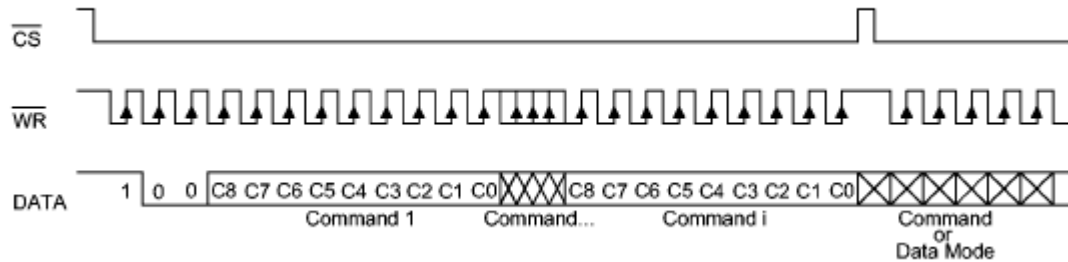 CS
WR
DATA 1 0 0 C8 C7 C6 C5 C4 C3 C2 C1 C0 C8 C7 C6 C5 C4 C3 C2 C1 C0
Command 1 Command... Command i Command
or
Data Mode